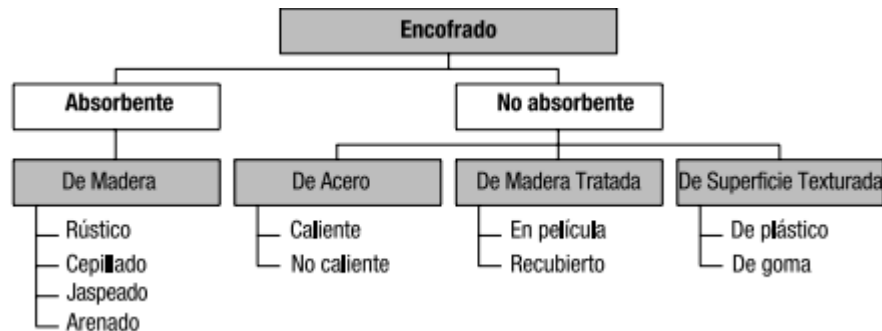 Encofrado
Absorbente
No absorbente
De Madera
De Acero
De Madera Tratada
De Superficie Texturada
Rústico
Caliente
En película
De plástico
Cepillado
No caliente
Recubierto
De goma
Jaspeado
Arenado